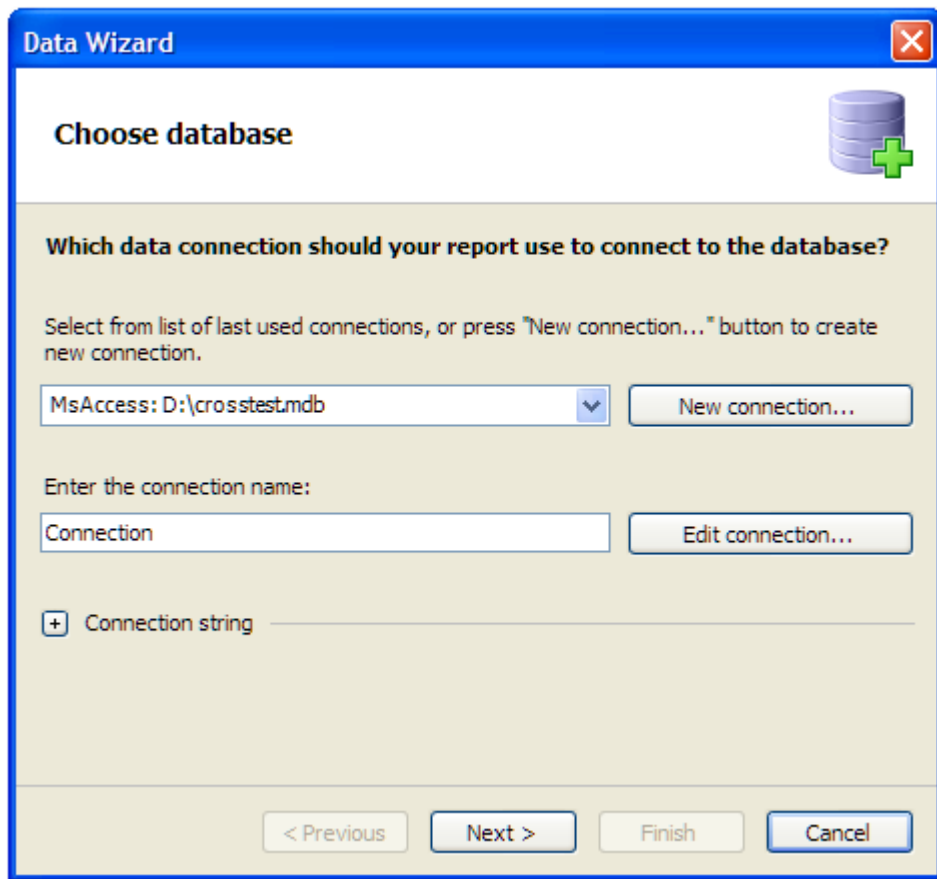 Data Wizard
Choose database
Which data connection should your report use to connect to the database?
Select from list of last used connections, or press "New connection..." button to create
new connection.
MsAccess: D:\crosstest.mdb
New connection...
Enter the connection name:
Connection
Edit connection...
+ Connection string
< Previous
Next >
Finish
Cancel